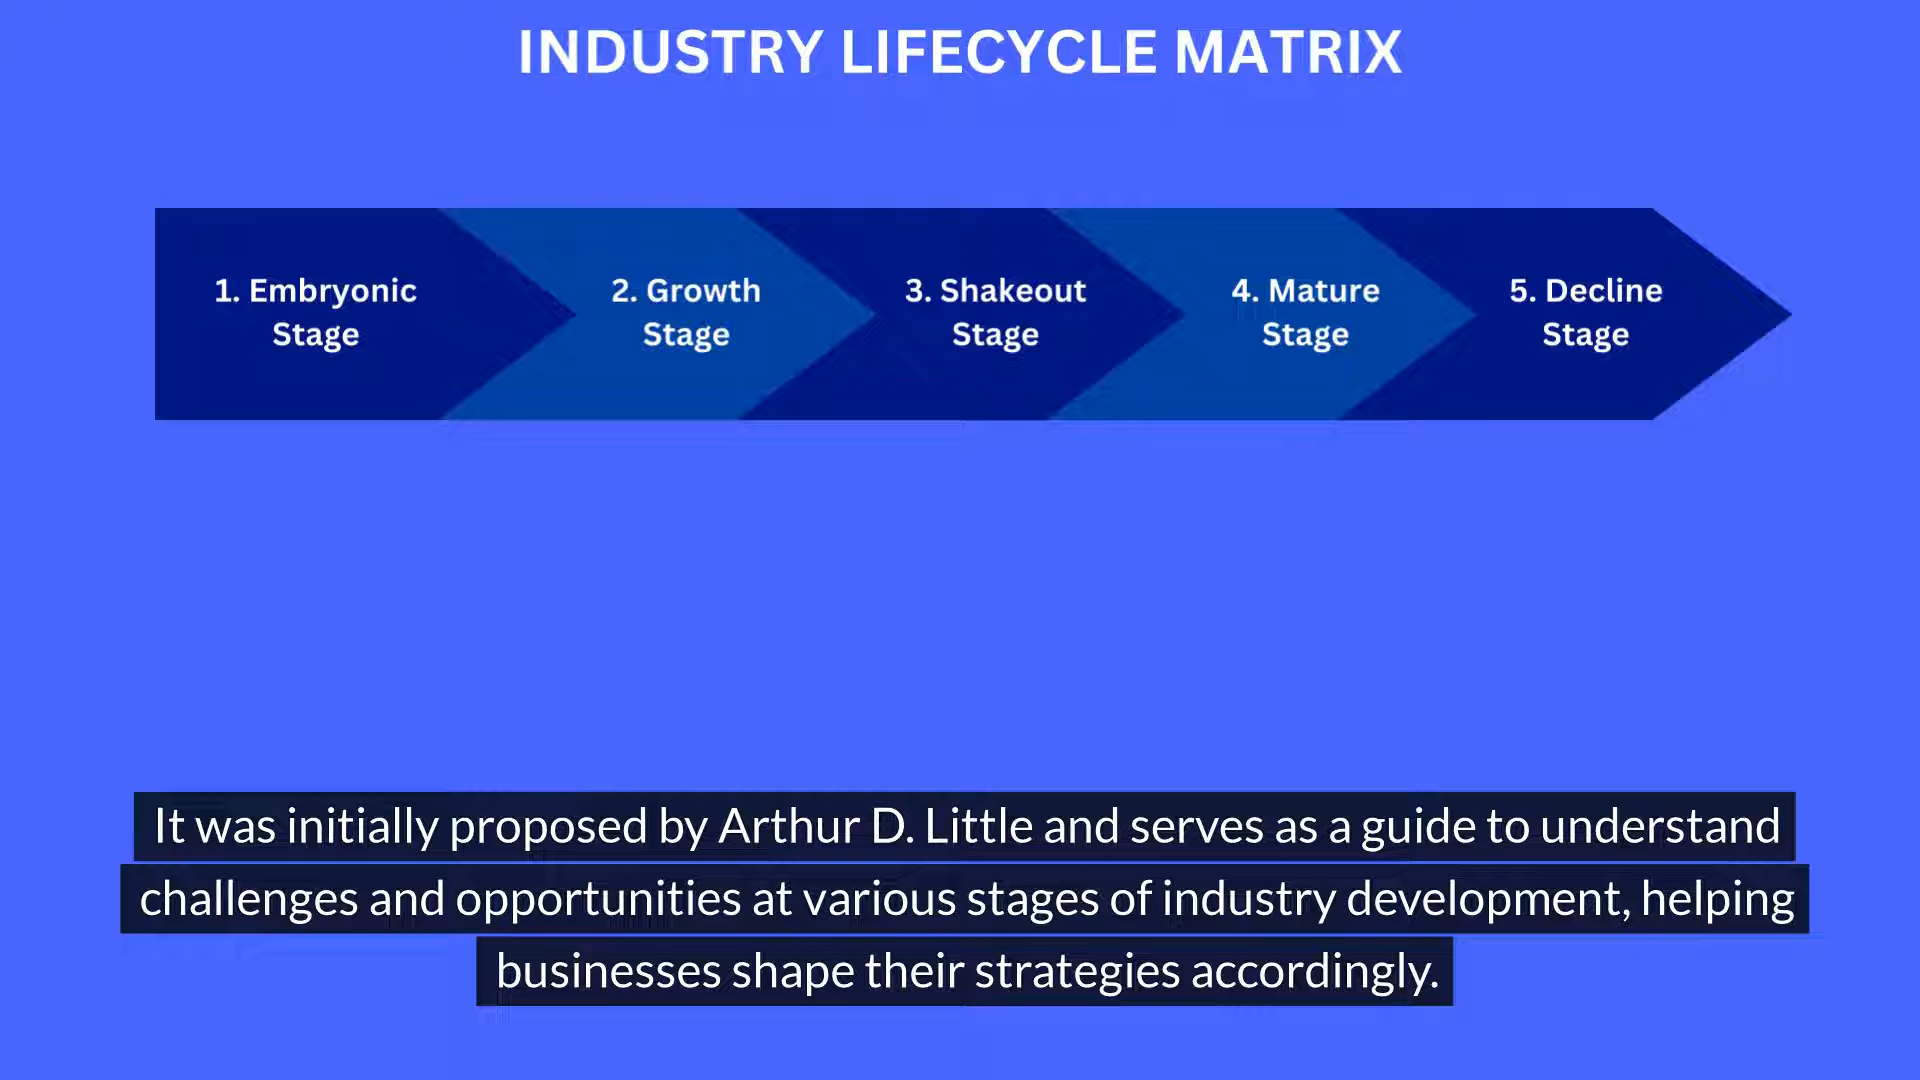 INDUSTRY LIFECYCLE MATRIX
1. Embryonic
Stage
2. Growth
Stage
3. Shakeout
Stage
4. Mature
Stage
5. Decline
Stage
It was initially proposed by Arthur D. Little and serves as a guide to understand
challenges and opportunities at various stages of industry development, helping
businesses shape their strategies accordingly.